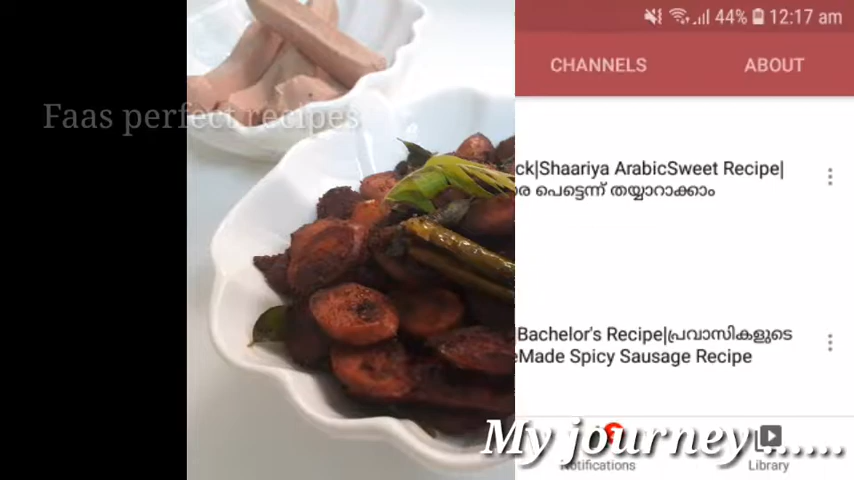 44% 12:17 am
CHANNELS ABOUT
Faas perfect recipes
ck|Shaariya ArabicSweet Recipe|
ര പെട്ടെന്ന് തയ്യാറാക്കാം
Bachelor's Recipe|പ്രവാസികളുടെ
Made Spicy Sausage Recipe
My journey......
Notifications Library